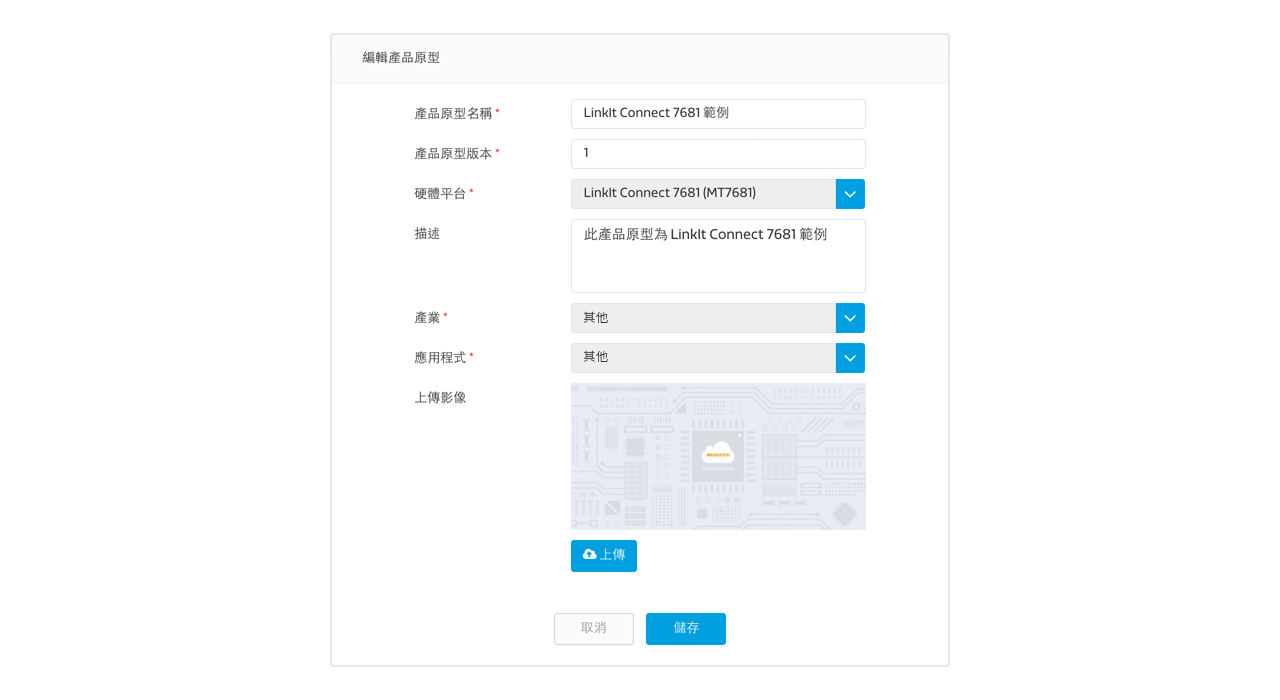 編輯產品原型
產品原型名稱 * LinkIt Connect 7681 範例
產品原型版本 * 1
硬體平台 * LinkIt Connect 7681 (MT7681)
描述 此產品原型為 LinkIt Connect 7681 範例
產業 * 其他
應用程式 * 其他
上傳影像
MEDIATEK
上傳
取消 儲存